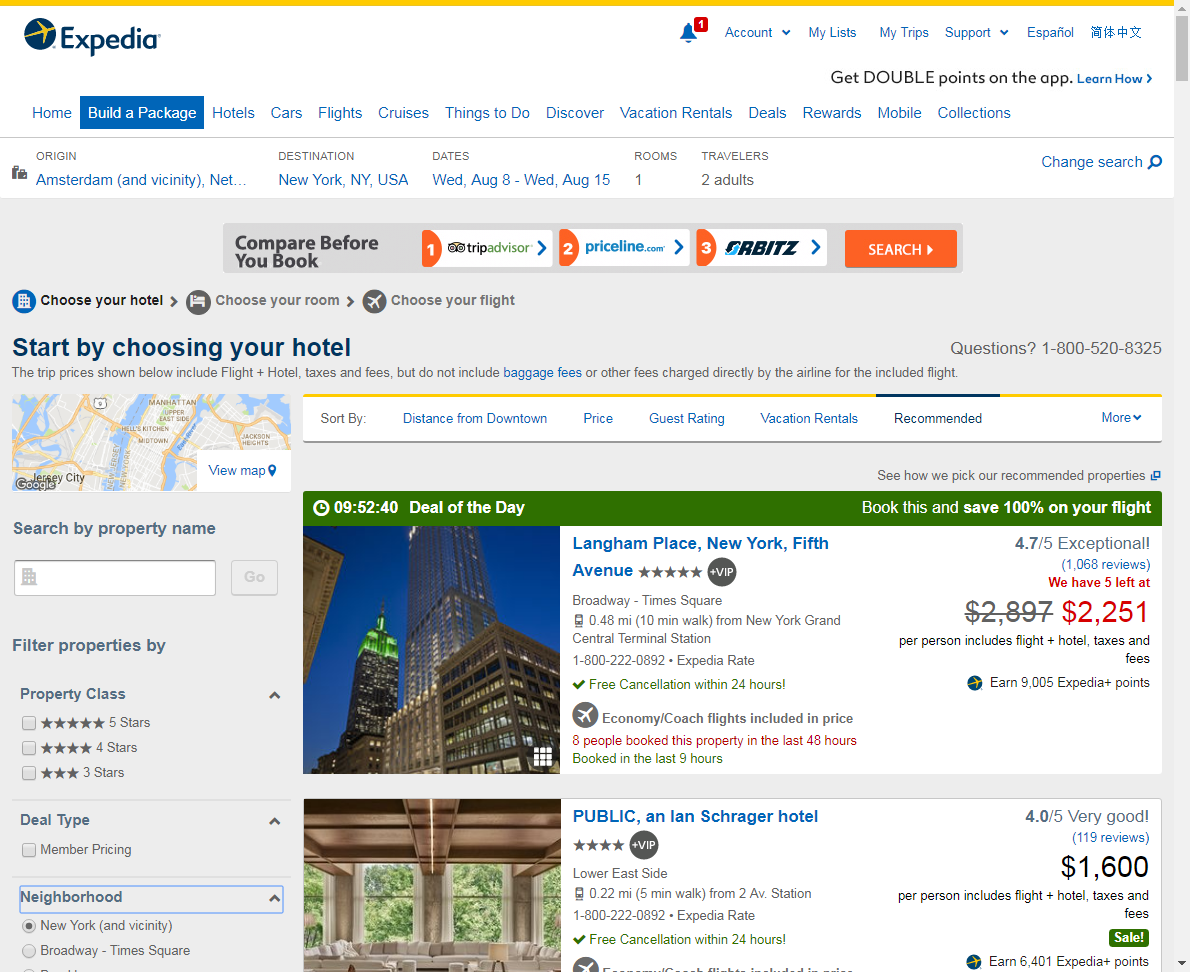 Expedia
1
Account
My Lists
My Trips
Support
Español
简体中文
Get DOUBLE points on the app. Learn How
Home
Build a Package
Hotels
Cars
Flights
Cruises
Things to Do
Discover
Vacation Rentals
Deals
Rewards
Mobile
Collections
ORIGIN
Amsterdam (and vicinity), Net…
DESTINATION
New York, NY, USA
DATES
Wed, Aug 8 - Wed, Aug 15
ROOMS
1
TRAVELERS
2 adults
Change search
Compare Before
You Book
1 tripadvisor
2 priceline.com
3 ORBITZ
SEARCH
Choose your hotel
Choose your room
Choose your flight
Start by choosing your hotel
Questions? 1-800-520-8325
The trip prices shown below include Flight + Hotel, taxes and fees, but do not include baggage fees or other fees charged directly by the airline for the included flight.
9
MANHATTAN
UPPER
EAST SIDE
HELL'S KITCHEN
MIDTOWN
JACKSON
HEIGHTS
NEW JERSEY
NEW YORK
East River
Jersey City
Google
View map
Sort By:
Distance from Downtown
Price
Guest Rating
Vacation Rentals
Recommended
More
See how we pick our recommended properties
Search by property name
Go
Filter properties by
Property Class
★★★★★ 5 Stars
★★★★ 4 Stars
★★★ 3 Stars
Deal Type
Member Pricing
Neighborhood
New York (and vicinity)
Broadway - Times Square
09:52:40 Deal of the Day
Book this and save 100% on your flight
Langham Place, New York, Fifth
Avenue ★★★★★ +VIP
Broadway - Times Square
0.48 mi (10 min walk) from New York Grand
Central Terminal Station
1-800-222-0892 • Expedia Rate
Free Cancellation within 24 hours!
Economy/Coach flights included in price
8 people booked this property in the last 48 hours
Booked in the last 9 hours
4.7/5 Exceptional!
(1,068 reviews)
We have 5 left at
$2,897 $2,251
per person includes flight + hotel, taxes and
fees
Earn 9,005 Expedia+ points
PUBLIC, an Ian Schrager hotel
★★★★ +VIP
Lower East Side
0.22 mi (5 min walk) from 2 Av. Station
1-800-222-0892 • Expedia Rate
Free Cancellation within 24 hours!
Economy/Coach flights included in price
4.0/5 Very good!
(119 reviews)
$1,600
per person includes flight + hotel, taxes and
fees
Sale!
Earn 6,401 Expedia+ points